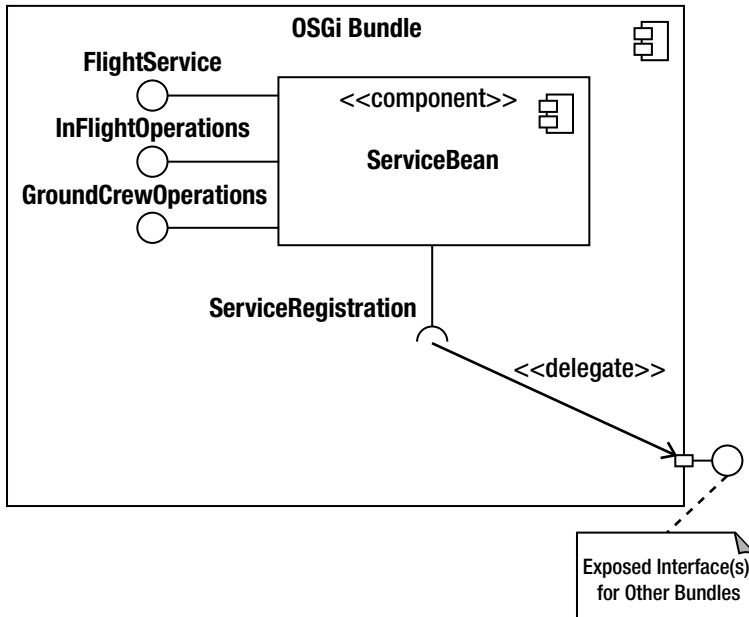 OSGi Bundle
FlightService
<<component>>
InFlightOperations
ServiceBean
GroundCrewOperations
ServiceRegistration
<<delegate>>
Exposed Interface(s)
for Other Bundles